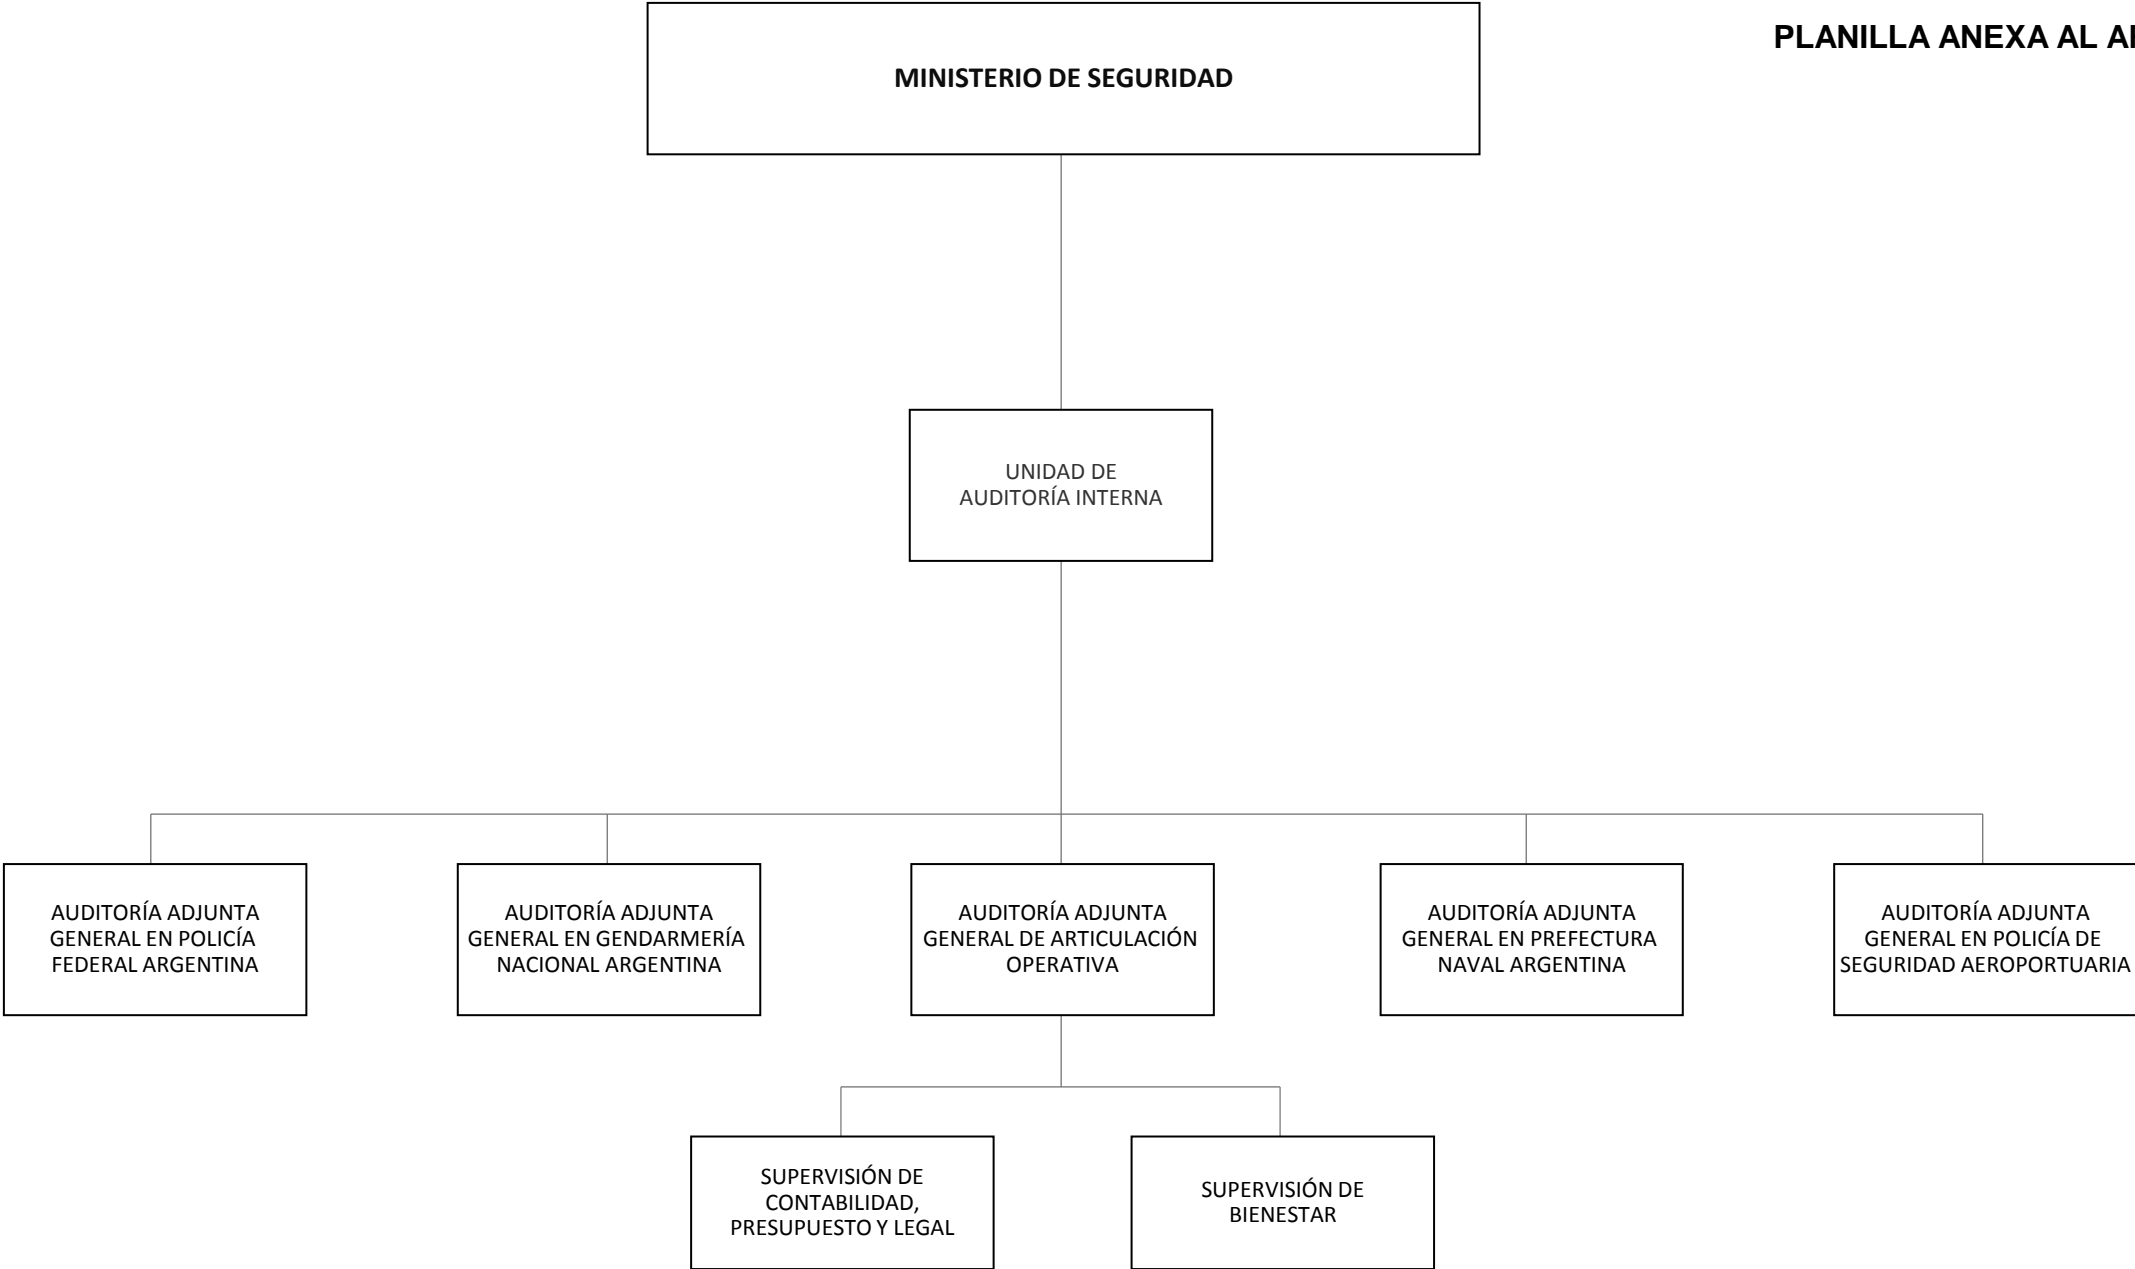 PLANILLA ANEXA AL
MINISTERIO DE SEGURIDAD
UNIDAD DE
AUDITORÍA INTERNA
AUDITORÍA ADJUNTA
GENERAL EN POLICÍA
FEDERAL ARGENTINA
AUDITORÍA ADJUNTA
GENERAL EN GENDARMERÍA
NACIONAL ARGENTINA
AUDITORÍA ADJUNTA
GENERAL DE ARTICULACIÓN
OPERATIVA
AUDITORÍA ADJUNTA
GENERAL EN PREFECTURA
NAVAL ARGENTINA
AUDITORÍA ADJUNTA
GENERAL EN POLICÍA DE
SEGURIDAD AEROPORTUARIA
SUPERVISIÓN DE
CONTABILIDAD,
PRESUPUESTO Y LEGAL
SUPERVISIÓN DE
BIENESTAR